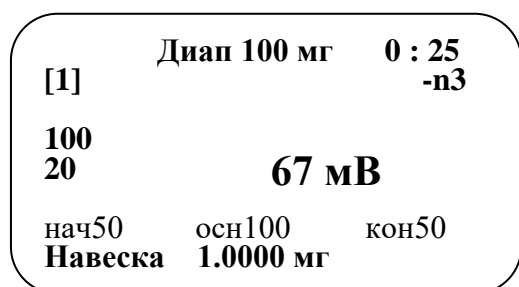 Диап 100 мг 0 : 25
[1] -n3
100
20 67 мВ
нач50 осн100 кон50
Навеска 1.0000 мг